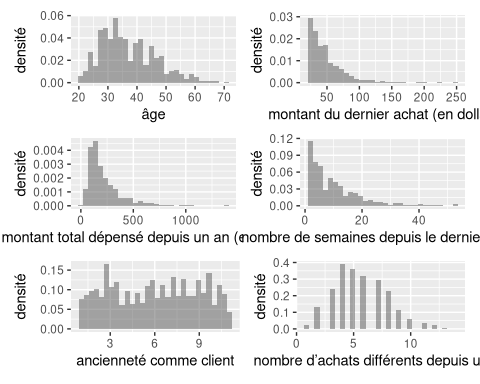 densité
0.06
0.04
0.02
0.00
20 30 40 50 60 70
âge
densité
0.03
0.02
0.01
0.00
50 100 150 200 250
montant du dernier achat (en doll
densité
0.004
0.003
0.002
0.001
0.000
0 500 1000
montant total dépensé depuis un an (e
densité
0.12
0.09
0.06
0.03
0.00
0 20 40
nombre de semaines depuis le dernie
densité
0.15
0.10
0.05
0.00
3 6 9
ancienneté comme client
densité
0.4
0.3
0.2
0.1
0.0
0 5 10
nombre d'achats différents depuis u